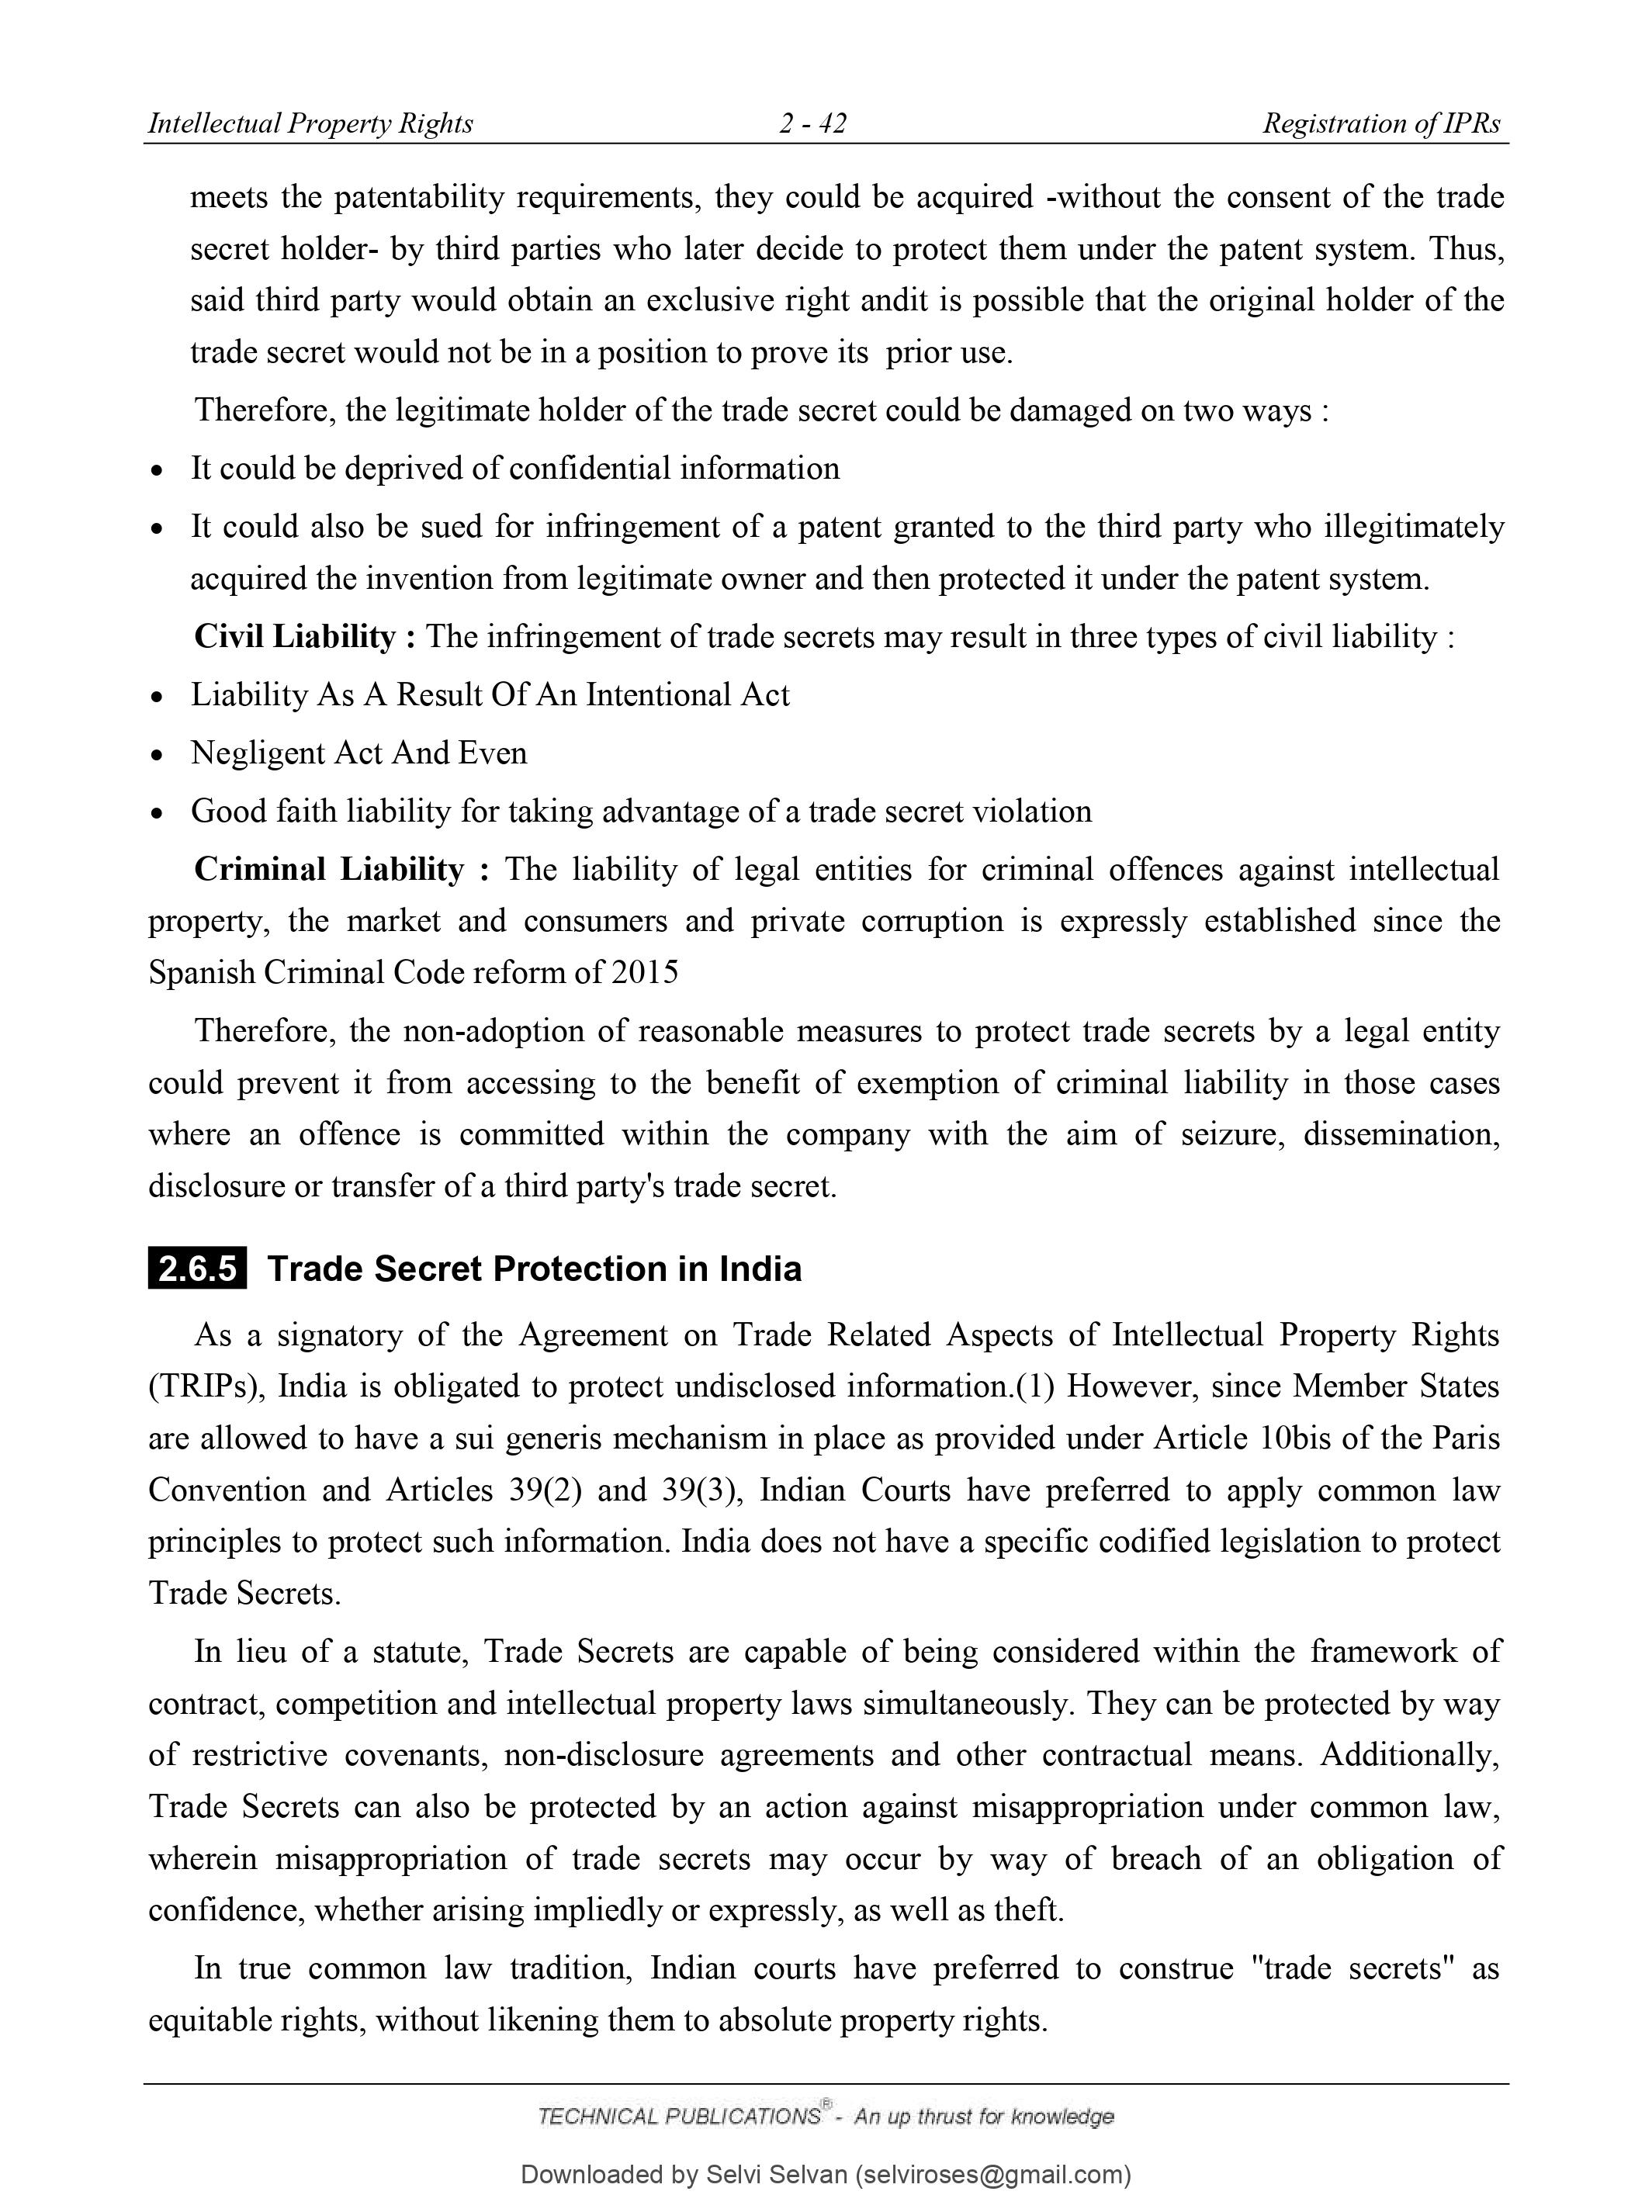 Intellectual Property Rights 2 - 42 Registration of IPRs
meets the patentability requirements, they could be acquired -without the consent of the trade
secret holder- by third parties who later decide to protect them under the patent system. Thus,
said third party would obtain an exclusive right andit is possible that the original holder of the
trade secret would not be in a position to prove its prior use.
Therefore, the legitimate holder of the trade secret could be damaged on two ways :
• It could be deprived of confidential information
• It could also be sued for infringement of a patent granted to the third party who illegitimately
acquired the invention from legitimate owner and then protected it under the patent system.
Civil Liability : The infringement of trade secrets may result in three types of civil liability :
• Liability As A Result Of An Intentional Act
• Negligent Act And Even
• Good faith liability for taking advantage of a trade secret violation
Criminal Liability : The liability of legal entities for criminal offences against intellectual
property, the market and consumers and private corruption is expressly established since the
Spanish Criminal Code reform of 2015
Therefore, the non-adoption of reasonable measures to protect trade secrets by a legal entity
could prevent it from accessing to the benefit of exemption of criminal liability in those cases
where an offence is committed within the company with the aim of seizure, dissemination,
disclosure or transfer of a third party's trade secret.
2.6.5 Trade Secret Protection in India
As a signatory of the Agreement on Trade Related Aspects of Intellectual Property Rights
(TRIPs), India is obligated to protect undisclosed information.(1) However, since Member States
are allowed to have a sui generis mechanism in place as provided under Article 10bis of the Paris
Convention and Articles 39(2) and 39(3), Indian Courts have preferred to apply common law
principles to protect such information. India does not have a specific codified legislation to protect
Trade Secrets.
In lieu of a statute, Trade Secrets are capable of being considered within the framework of
contract, competition and intellectual property laws simultaneously. They can be protected by way
of restrictive covenants, non-disclosure agreements and other contractual means. Additionally,
Trade Secrets can also be protected by an action against misappropriation under common law,
wherein misappropriation of trade secrets may occur by way of breach of an obligation of
confidence, whether arising impliedly or expressly, as well as theft.
In true common law tradition, Indian courts have preferred to construe "trade secrets" as
equitable rights, without likening them to absolute property rights.
TECHNICAL PUBLICATIONS® - An up thrust for knowledge
Downloaded by Selvi Selvan (selviroses@gmail.com)